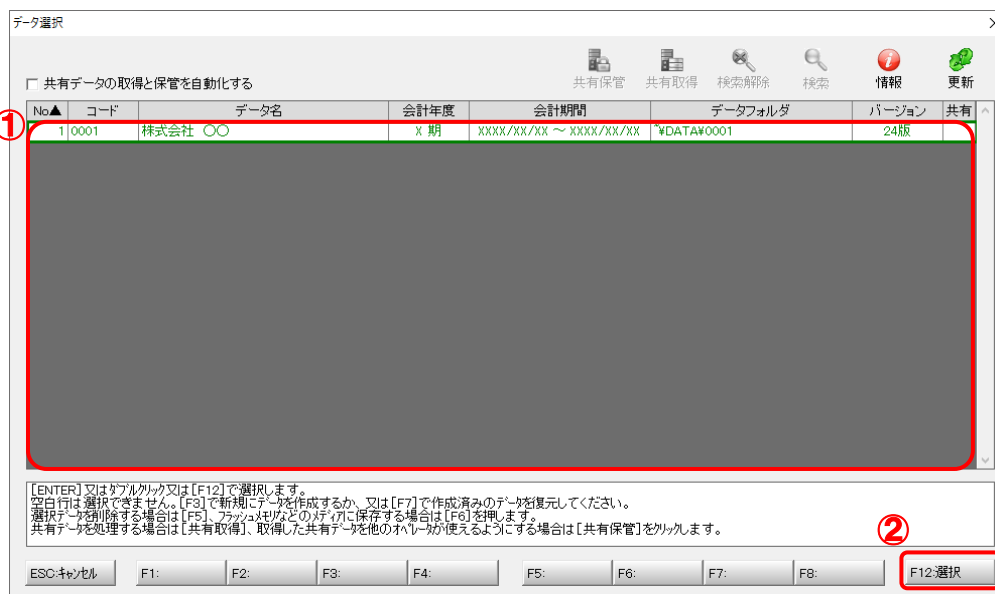 データ選択
共有データの取得と保管を自動化する
共有保管 共有取得 検索解除 検索 情報 更新
No▲ コード データ名 会計年度 会計期間 データフォルダ バージョン 共有
①
1 0001 株式会社 〇〇 X 期 XXXX/XX/XX ～ XXXX/XX/XX ~¥DATA¥0001 24版
[ENTER]又はダブルクリック又は[F12]で選択します。
空白行は選択できません。[F3]で新規にデータを作成するか、又は[F7]で作成済みのデータを復元してください。
選択データを削除する場合は[F5]、フラッシュメモリなどのメディアに保存する場合は[F6]を押します。
共有データを処理する場合は[共有取得]、取得した共有データを他のオペレータが使えるようにする場合は[共有保管]をクリックします。
②
ESC:キャンセル F1: F2: F3: F4: F5: F6: F7: F8: F12:選択